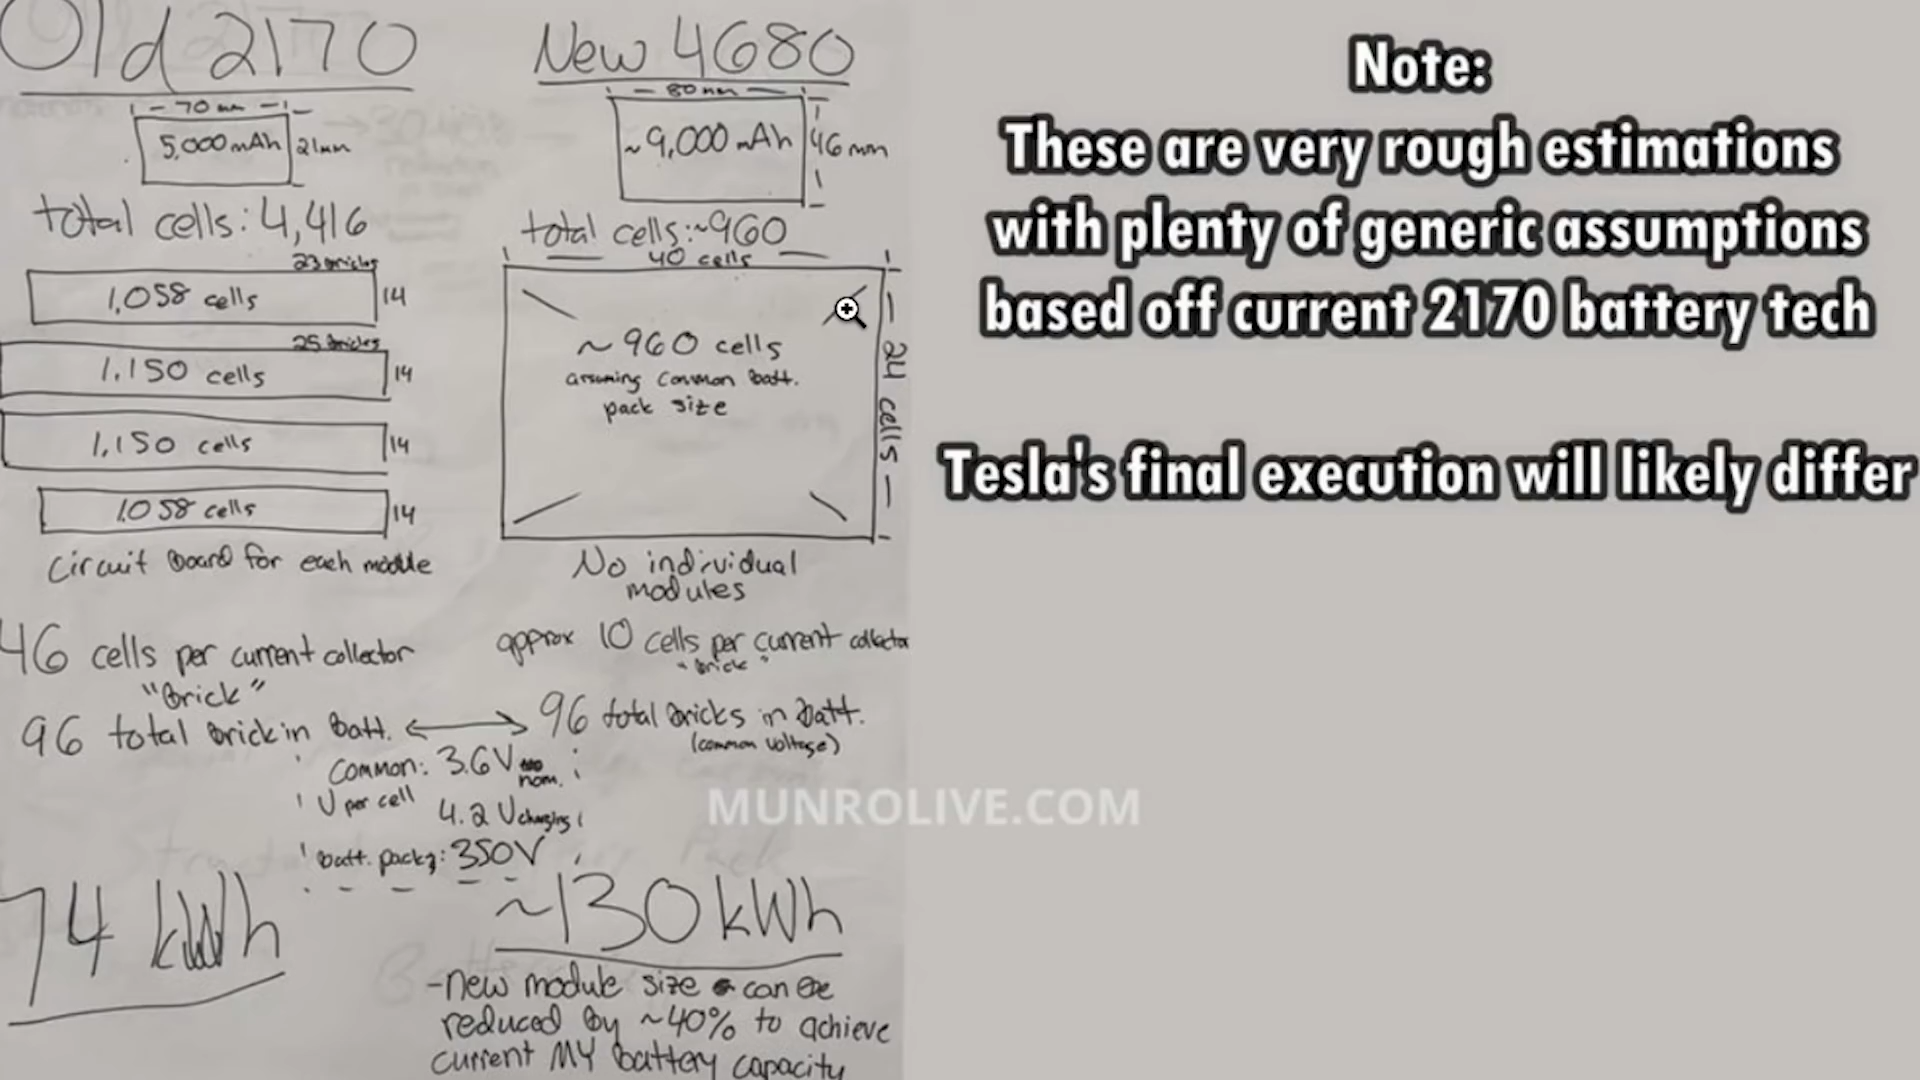 Old 2170
70 mm
5,000 mAh
21mm
total cells: 4,416
23 bricks
1,058 cells
14
25 bricks
1,150 cells
14
1,150 cells
14
1058 cells
14
circuit board for each module
46 cells per current collector
"brick"
96 total brick in batt.
New 4680
80 mm
~9,000 mAh
46 mm
total cells:~960
40 cells
24 cells
~ 960 cells
assuming common batt.
pack size
No individual
modules
approx 10 cells per current collector
"brick"
96 total bricks in batt.
(common voltage)
common: 3.6V nom.
V per cell
4.2 V charging
batt. pack: 350V
74 kWh
~130 kWh
-new module size can be
reduced by ~40% to achieve
current MY battery capacity
Note:
These are very rough estimations
with plenty of generic assumptions
based off current 2170 battery tech
Tesla's final execution will likely differ
MUNROLIVE.COM